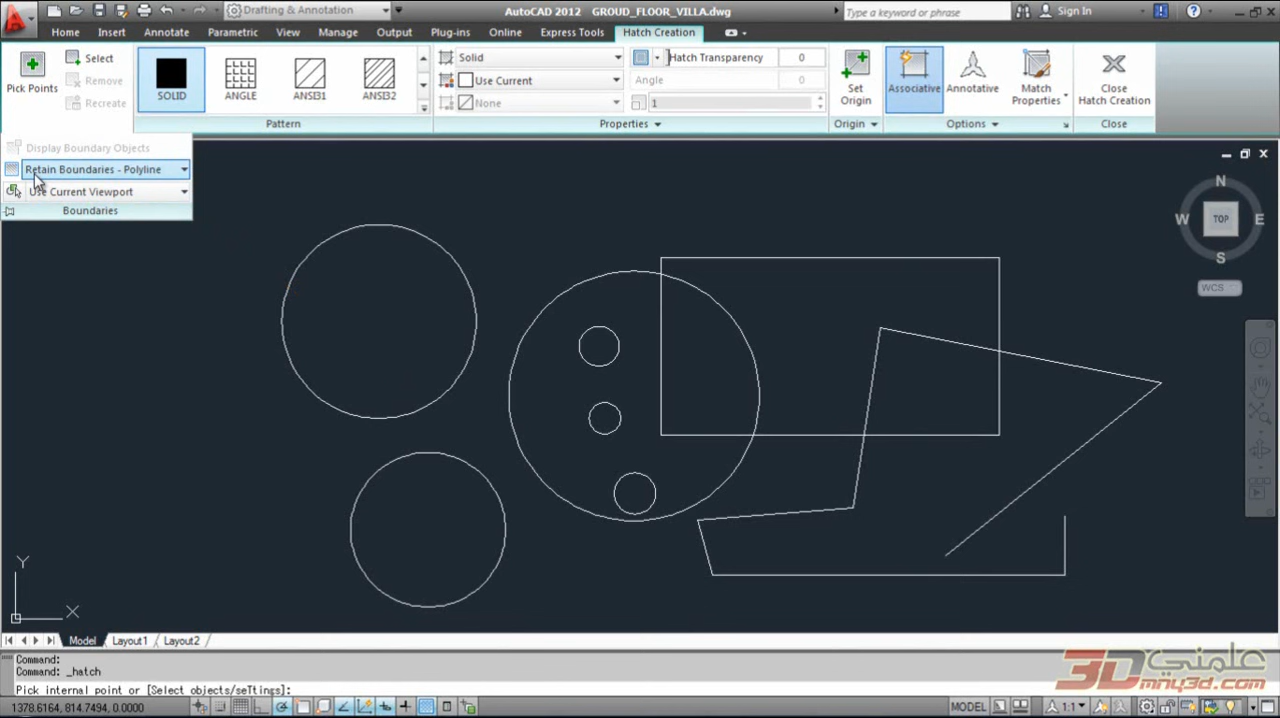 Drafting & Annotation
AutoCAD 2012 GROUD_FLOOR_VILLA.dwg
Type a keyword or phrase
Sign In
Home Insert Annotate Parametric View Manage Output Plug-ins Online Express Tools Hatch Creation
Pick Points
Select
Remove
Recreate
SOLID ANGLE ANSI31 ANSI32
Pattern
Solid
Use Current
None
Hatch Transparency 0
Angle 0
1
Properties
Set Origin
Origin
Associative
Annotative
Match Properties
Options
Close Hatch Creation
Close
Display Boundary Objects
Retain Boundaries - Polyline
Use Current Viewport
Boundaries
N
W TOP E
S
WCS
Y
X
Model Layout1 Layout2
Command:
Command: _hatch
Pick internal point or [Select objects/seTtings]:
1378.6164, 814.7494, 0.0000
MODEL 1:1
3D علمني
mny3d.com